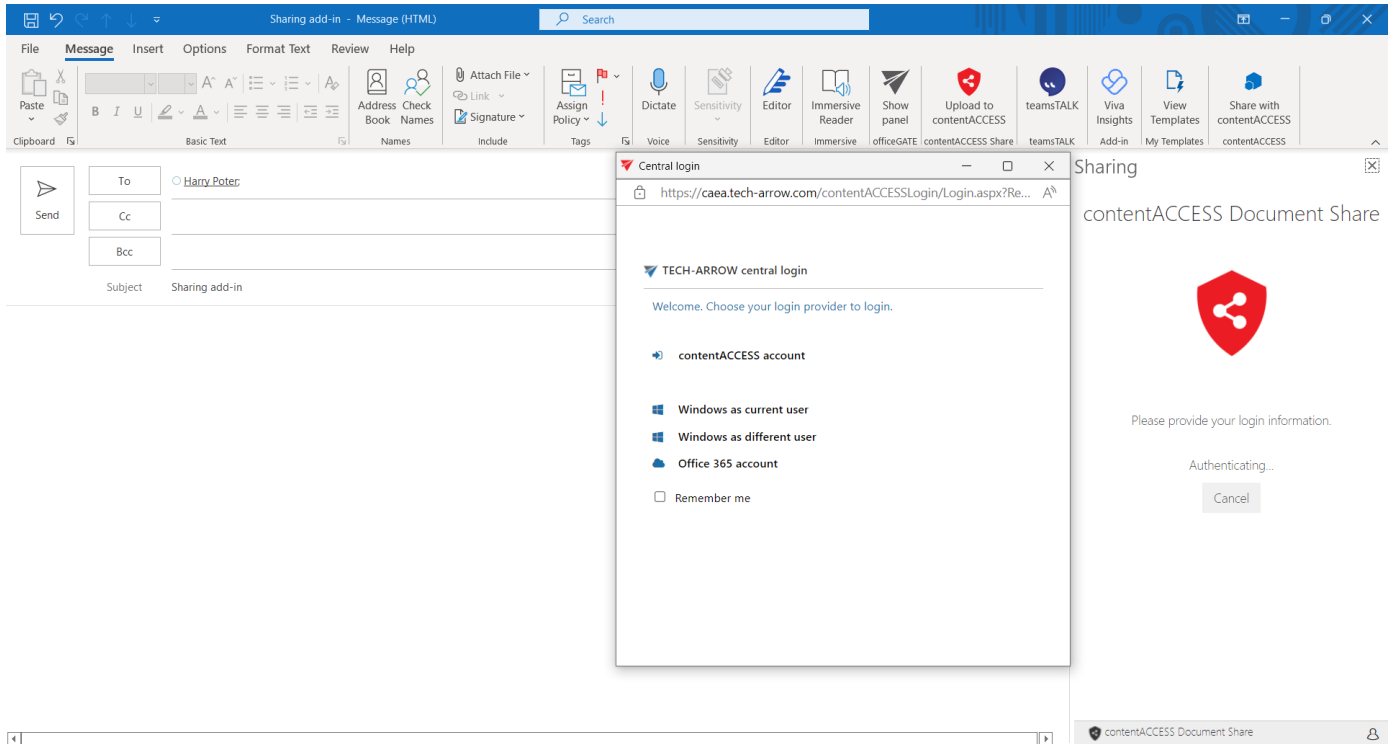 Sharing add-in - Message (HTML)
Search
File Message Insert Options Format Text Review Help
Paste
Clipboard
B I U A
A A
Basic Text
Address Book
Check Names
Names
Attach File
Link
Signature
Include
Assign Policy
Tags
Dictate
Voice
Sensitivity
Sensitivity
Editor
Editor
Immersive Reader
Immersive
Show panel
officeGATE
Upload to contentACCESS
contentACCESS Share
teamsTALK
teamsTALK
Viva Insights
Add-in
View Templates
My Templates
Share with contentACCESS
contentACCESS
Send
To Harry Poter;
Cc
Bcc
Subject Sharing add-in
Central login
https://caea.tech-arrow.com/contentACCESSLogin/Login.aspx?Re...
TECH-ARROW central login
Welcome. Choose your login provider to login.
contentACCESS account
Windows as current user
Windows as different user
Office 365 account
Remember me
Sharing
contentACCESS Document Share
Please provide your login information.
Authenticating...
Cancel
contentACCESS Document Share